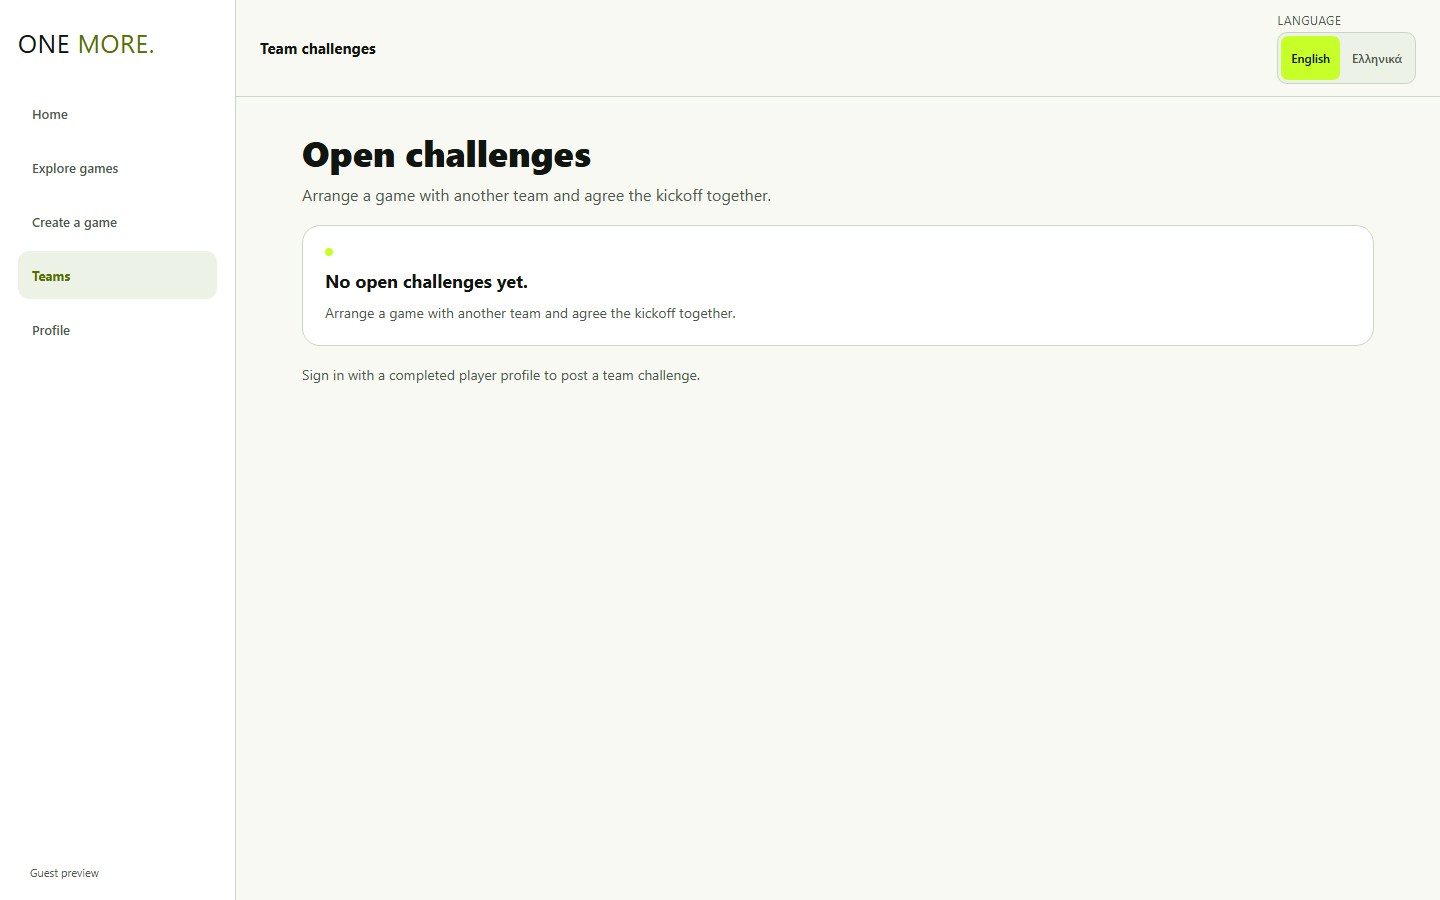 ONE MORE.
Home
Explore games
Create a game
Teams
Profile
Guest preview
Team challenges
LANGUAGE
English
Ελληνικά
Open challenges
Arrange a game with another team and agree the kickoff together.
No open challenges yet.
Arrange a game with another team and agree the kickoff together.
Sign in with a completed player profile to post a team challenge.